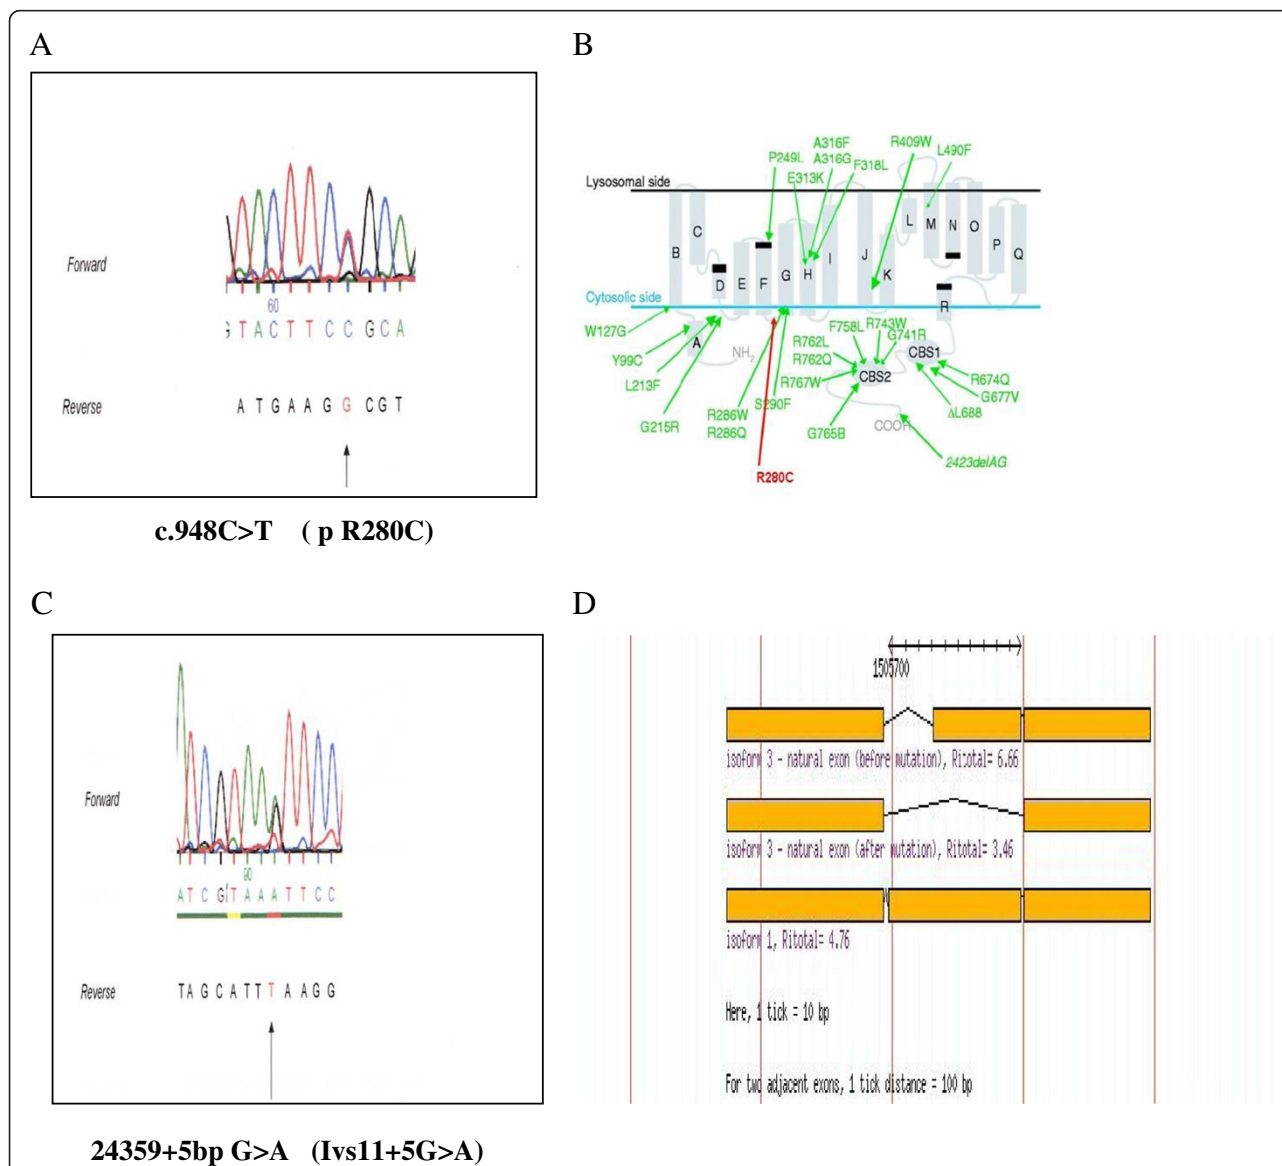 A
Forward
60
GTACTTCCGCA
Reverse
ATGAAGGCGT
c.948C>T ( p R280C)
B
Lysosomal side
Cytosolic side
P249L
A316F
A316G
E313K
F318L
R409W
L490F
B
C
D
E
F
G
H
I
J
K
L
M
N
O
P
Q
R
A
NH2
W127G
Y99C
L213F
G215R
R286W
R286Q
S290F
R280C
R762L
R762Q
R767W
F758L
R743W
G741R
CBS2
CBS1
G765B
COOH
R674Q
G677V
ΔL688
2423delAG
C
Forward
90
ATCGTAAATTCC
Reverse
TAGCATTTAAGG
24359+5bp G>A (Ivs11+5G>A)
D
1505700
isoform 3 - natural exon (before mutation), Ritotal= 6.66
isoform 3 - natural exon (after mutation), Ritotal= 3.46
isoform 1, Ritotal= 4.76
Here, 1 tick = 10 bp
For two adjacent exons, 1 tick distance = 100 bp